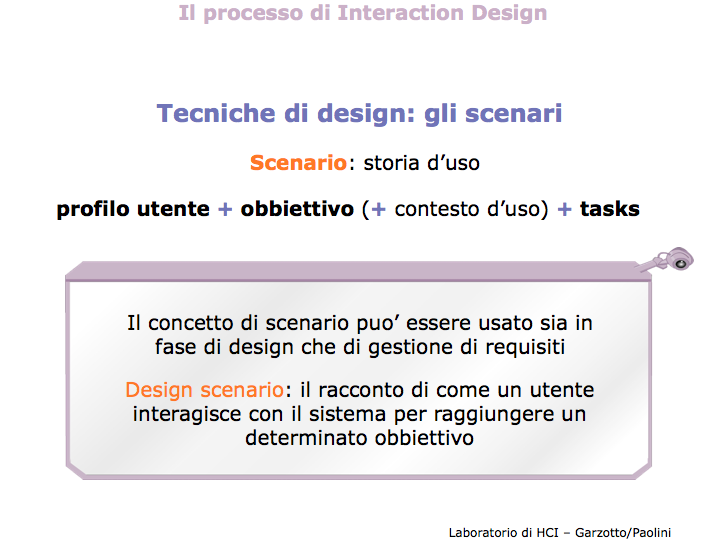 Il processo di Interaction Design
Tecniche di design: gli scenari
Scenario: storia d’uso
profilo utente + obbiettivo (+ contesto d’uso) + tasks
Il concetto di scenario puo’ essere usato sia in
fase di design che di gestione di requisiti
Design scenario: il racconto di come un utente
interagisce con il sistema per raggiungere un
determinato obbiettivo
Laboratorio di HCI – Garzotto/Paolini